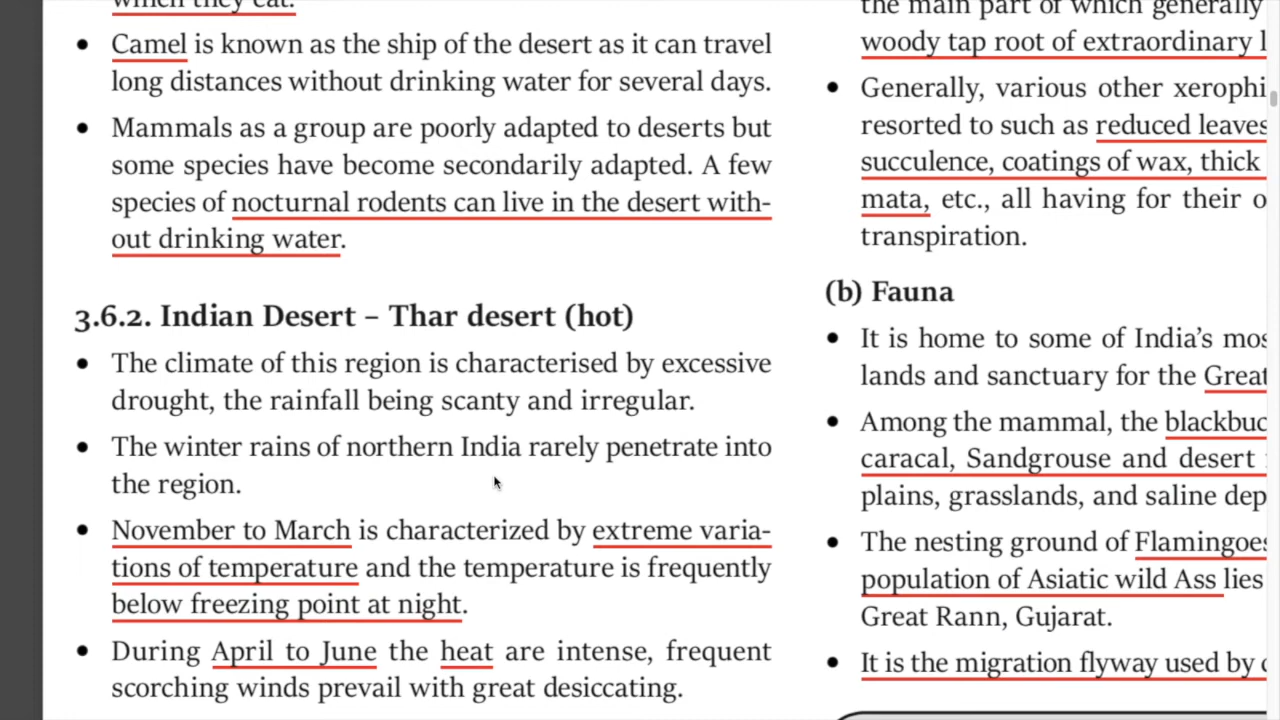 which they eat.
• Camel is known as the ship of the desert as it can travel
long distances without drinking water for several days.
• Mammals as a group are poorly adapted to deserts but
some species have become secondarily adapted. A few
species of nocturnal rodents can live in the desert with-
out drinking water.
3.6.2. Indian Desert – Thar desert (hot)
• The climate of this region is characterised by excessive
drought, the rainfall being scanty and irregular.
• The winter rains of northern India rarely penetrate into
the region.
• November to March is characterized by extreme varia-
tions of temperature and the temperature is frequently
below freezing point at night.
• During April to June the heat are intense, frequent
scorching winds prevail with great desiccating.
the main part of which generally
woody tap root of extraordinary
• Generally, various other xerophi
resorted to such as reduced leaves
succulence, coatings of wax, thick
mata, etc., all having for their
transpiration.
(b) Fauna
• It is home to some of India’s mos
lands and sanctuary for the Great
• Among the mammal, the blackbuc
caracal, Sandgrouse and desert
plains, grasslands, and saline dep
• The nesting ground of Flamingoes
population of Asiatic wild Ass lies
Great Rann, Gujarat.
• It is the migration flyway used by